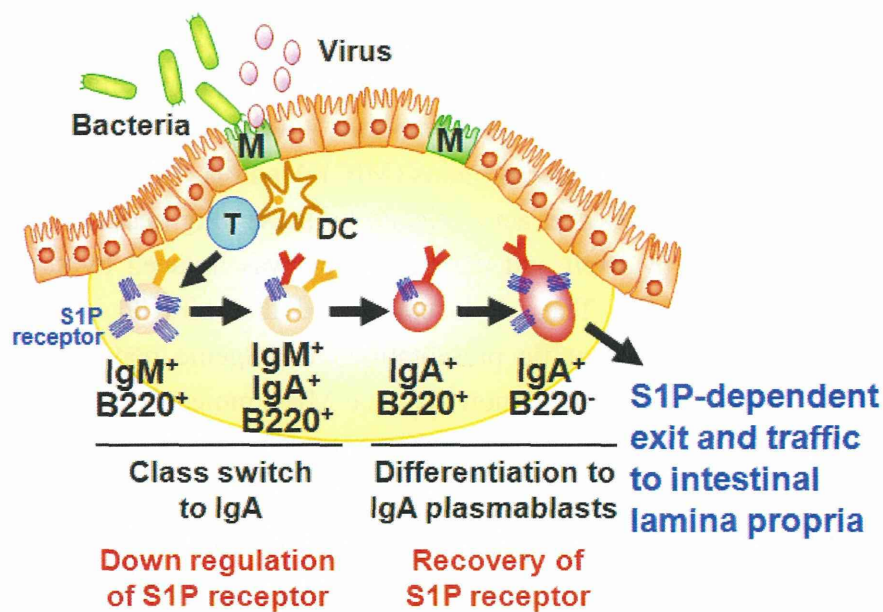 Virus
Bacteria
M
M
T
DC
S1P
receptor
IgM⁺
B220⁺
IgM⁺
IgA⁺
B220⁺
IgA⁺
B220⁺
IgA⁺
B220⁻
S1P-dependent
exit and traffic
to intestinal
lamina propria
Class switch
to IgA
Differentiation to
IgA plasmablasts
Down regulation
of S1P receptor
Recovery of
S1P receptor